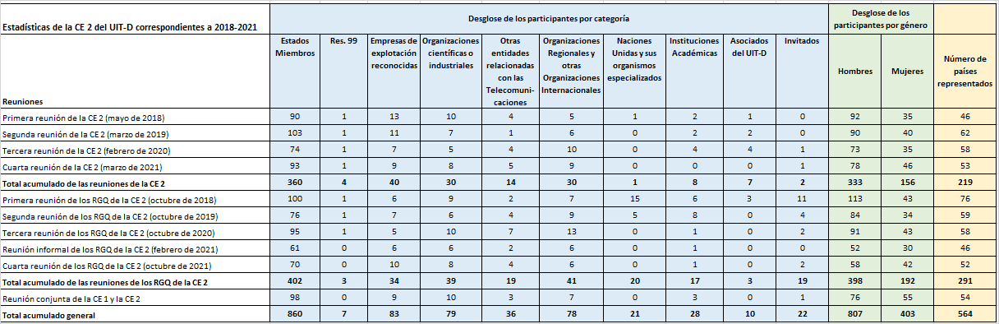 Estadísticas de la CE 2 del UIT-D correspondientes a 2018-2021
Desglose de los participantes por categoría
Desglose de los
participantes por género
Número de
países
representados
Reuniones
Estados
Miembros
Res. 99
Empresas de
explotación
reconocidas
Organizaciones
científicas o
industriales
Otras
entidades
relacionadas
con las
Telecomuni-
caciones
Organizaciones
Regionales y
otras
Organizaciones
Internacionales
Naciones
Unidas y sus
organismos
especializados
Instituciones
Académicas
Asociados
del UIT-D
Invitados
Hombres
Mujeres
Primera reunión de la CE 2 (mayo de 2018) 90 1 13 10 4 5 1 2 1 0 92 35 46
Segunda reunión de la CE 2 (marzo de 2019) 103 1 11 7 1 6 0 2 2 0 90 40 62
Tercera reunión de la CE 2 (febrero de 2020) 74 1 7 5 4 10 0 4 4 1 73 35 58
Cuarta reunión de la CE 2 (marzo de 2021) 93 1 9 8 5 9 0 0 0 1 78 46 53
Total acumulado de las reuniones de la CE 2 360 4 40 30 14 30 1 8 7 2 333 156 219
Primera reunión de los RGQ de la CE 2 (octubre de 2018) 100 1 6 9 2 7 15 6 3 11 113 43 76
Segunda reunión de los RGQ de la CE 2 (octubre de 2019) 76 1 7 6 4 9 5 8 0 4 84 34 59
Tercera reunión de los RGQ de la CE 2 (octubre de 2020) 95 1 5 10 7 13 0 1 0 2 91 43 58
Reunión informal de los RGQ de la CE 2 (febrero de 2021) 61 0 6 6 2 6 0 1 0 0 52 30 46
Cuarta reunión de los RGQ de la CE 2 (octubre de 2021) 70 0 10 8 4 6 0 1 0 2 58 42 52
Total acumulado de las reuniones de los RGQ de la CE 2 402 3 34 39 19 41 20 17 3 19 398 192 291
Reunión conjunta de la CE 1 y la CE 2 98 0 9 10 3 7 0 3 0 1 76 55 54
Total acumulado general 860 7 83 79 36 78 21 28 10 22 807 403 564